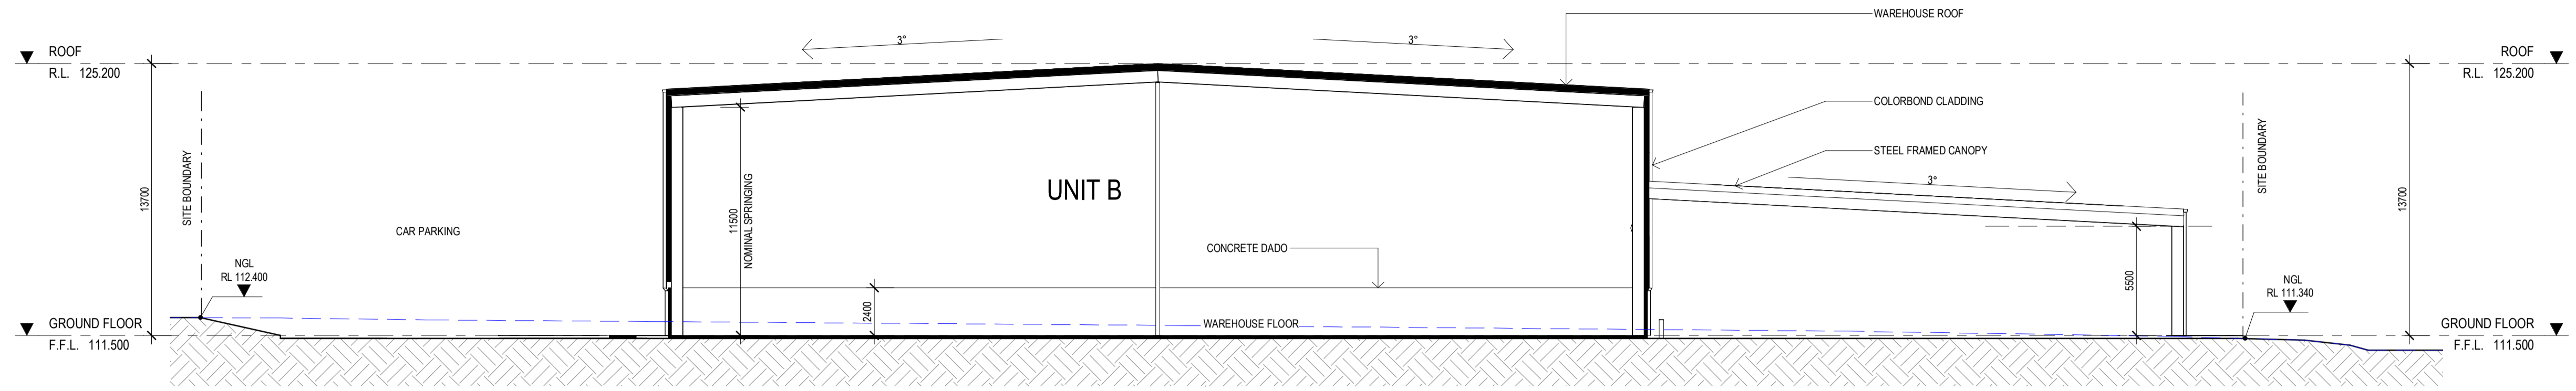 WAREHOUSE ROOF
ROOF
R.L. 125.200
3°
3°
ROOF
R.L. 125.200
COLORBOND CLADDING
STEEL FRAMED CANOPY
3°
SITE BOUNDARY
13700
CAR PARKING
11500
NOMINAL SPRINGING
UNIT B
CONCRETE DADO
2400
WAREHOUSE FLOOR
5500
SITE BOUNDARY
13700
NGL
RL 112.400
NGL
RL 111.340
GROUND FLOOR
F.F.L. 111.500
GROUND FLOOR
F.F.L. 111.500